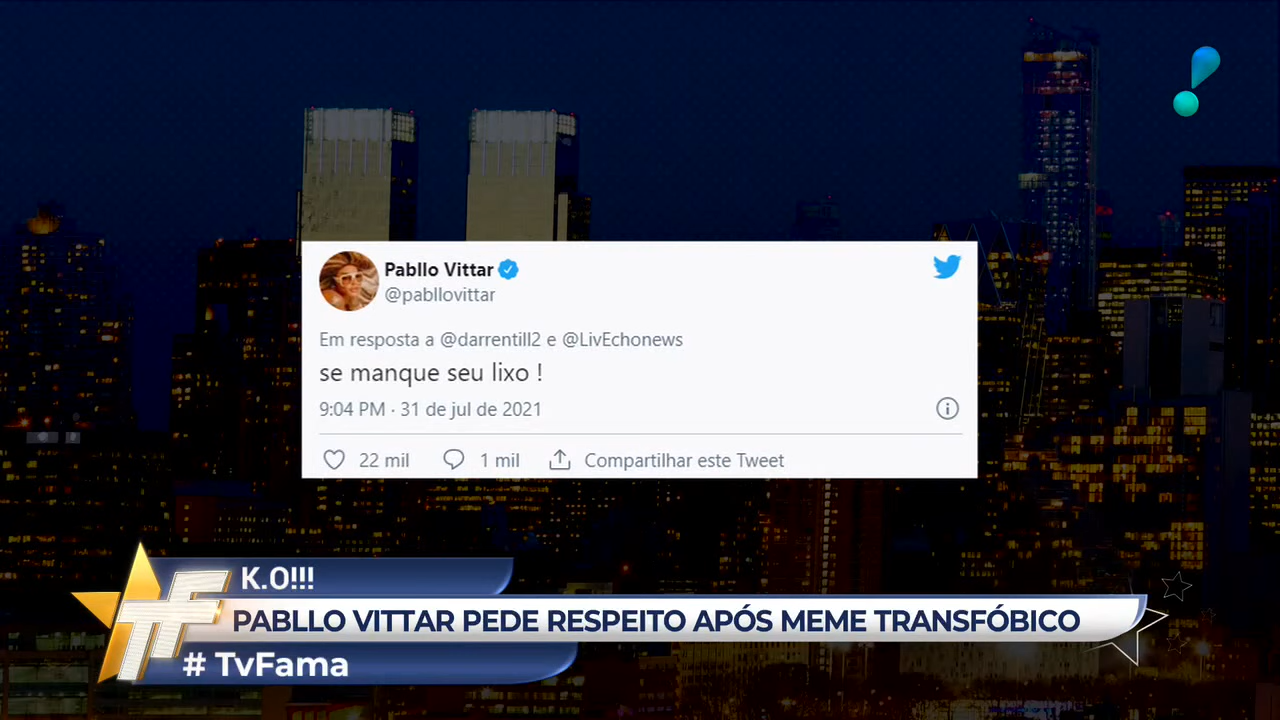 Pabllo Vittar
@pabllovittar
Em resposta a @darrentill2 e @LivEchonews
se manque seu lixo !
9:04 PM · 31 de jul de 2021
22 mil 1 mil Compartilhar este Tweet
K.O!!!
PABLLO VITTAR PEDE RESPEITO APÓS MEME TRANSFÓBICO
# TvFama